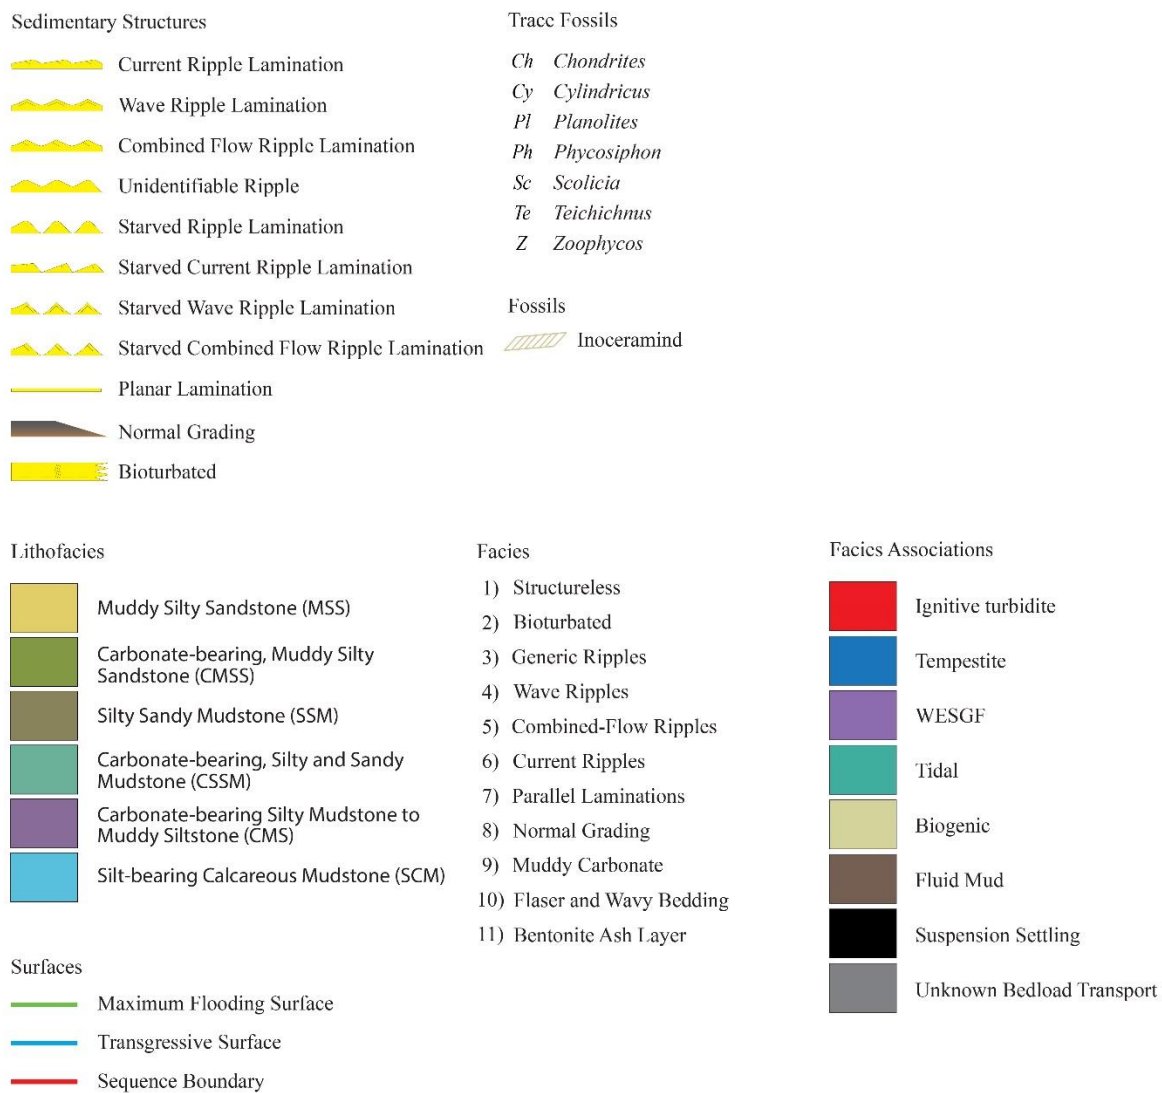 Sedimentary Structures
Current Ripple Lamination
Wave Ripple Lamination
Combined Flow Ripple Lamination
Unidentifiable Ripple
Starved Ripple Lamination
Starved Current Ripple Lamination
Starved Wave Ripple Lamination
Starved Combined Flow Ripple Lamination
Planar Lamination
Normal Grading
Bioturbated
Trace Fossils
Ch Chondrites
Cy Cylindricus
Pl Planolites
Ph Phycosiphon
Sc Scolicia
Te Teichichnus
Z Zoophycos
Fossils
Inoceramind
Lithofacies
Muddy Silty Sandstone (MSS)
Carbonate-bearing, Muddy Silty
Sandstone (CMSS)
Silty Sandy Mudstone (SSM)
Carbonate-bearing, Silty and Sandy
Mudstone (CSSM)
Carbonate-bearing Silty Mudstone to
Muddy Siltstone (CMS)
Silt-bearing Calcareous Mudstone (SCM)
Surfaces
Maximum Flooding Surface
Transgressive Surface
Sequence Boundary
Facies
1) Structureless
2) Bioturbated
3) Generic Ripples
4) Wave Ripples
5) Combined-Flow Ripples
6) Current Ripples
7) Parallel Laminations
8) Normal Grading
9) Muddy Carbonate
10) Flaser and Wavy Bedding
11) Bentonite Ash Layer
Facies Associations
Ignitive turbidite
Tempestite
WESGF
Tidal
Biogenic
Fluid Mud
Suspension Settling
Unknown Bedload Transport